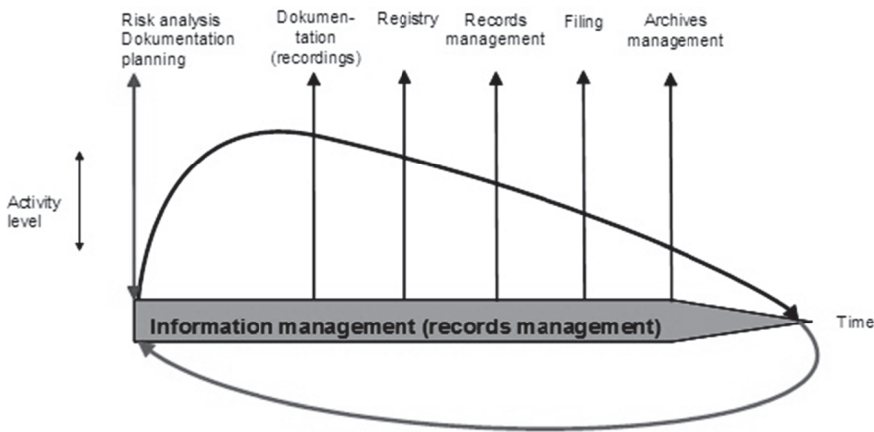 Risk analysis
Dokumentation
planning
Dokumen-
tation
(recordings)
Registry
Records
management
Filing
Archives
management
Activity
level
Information management (records management)
Time